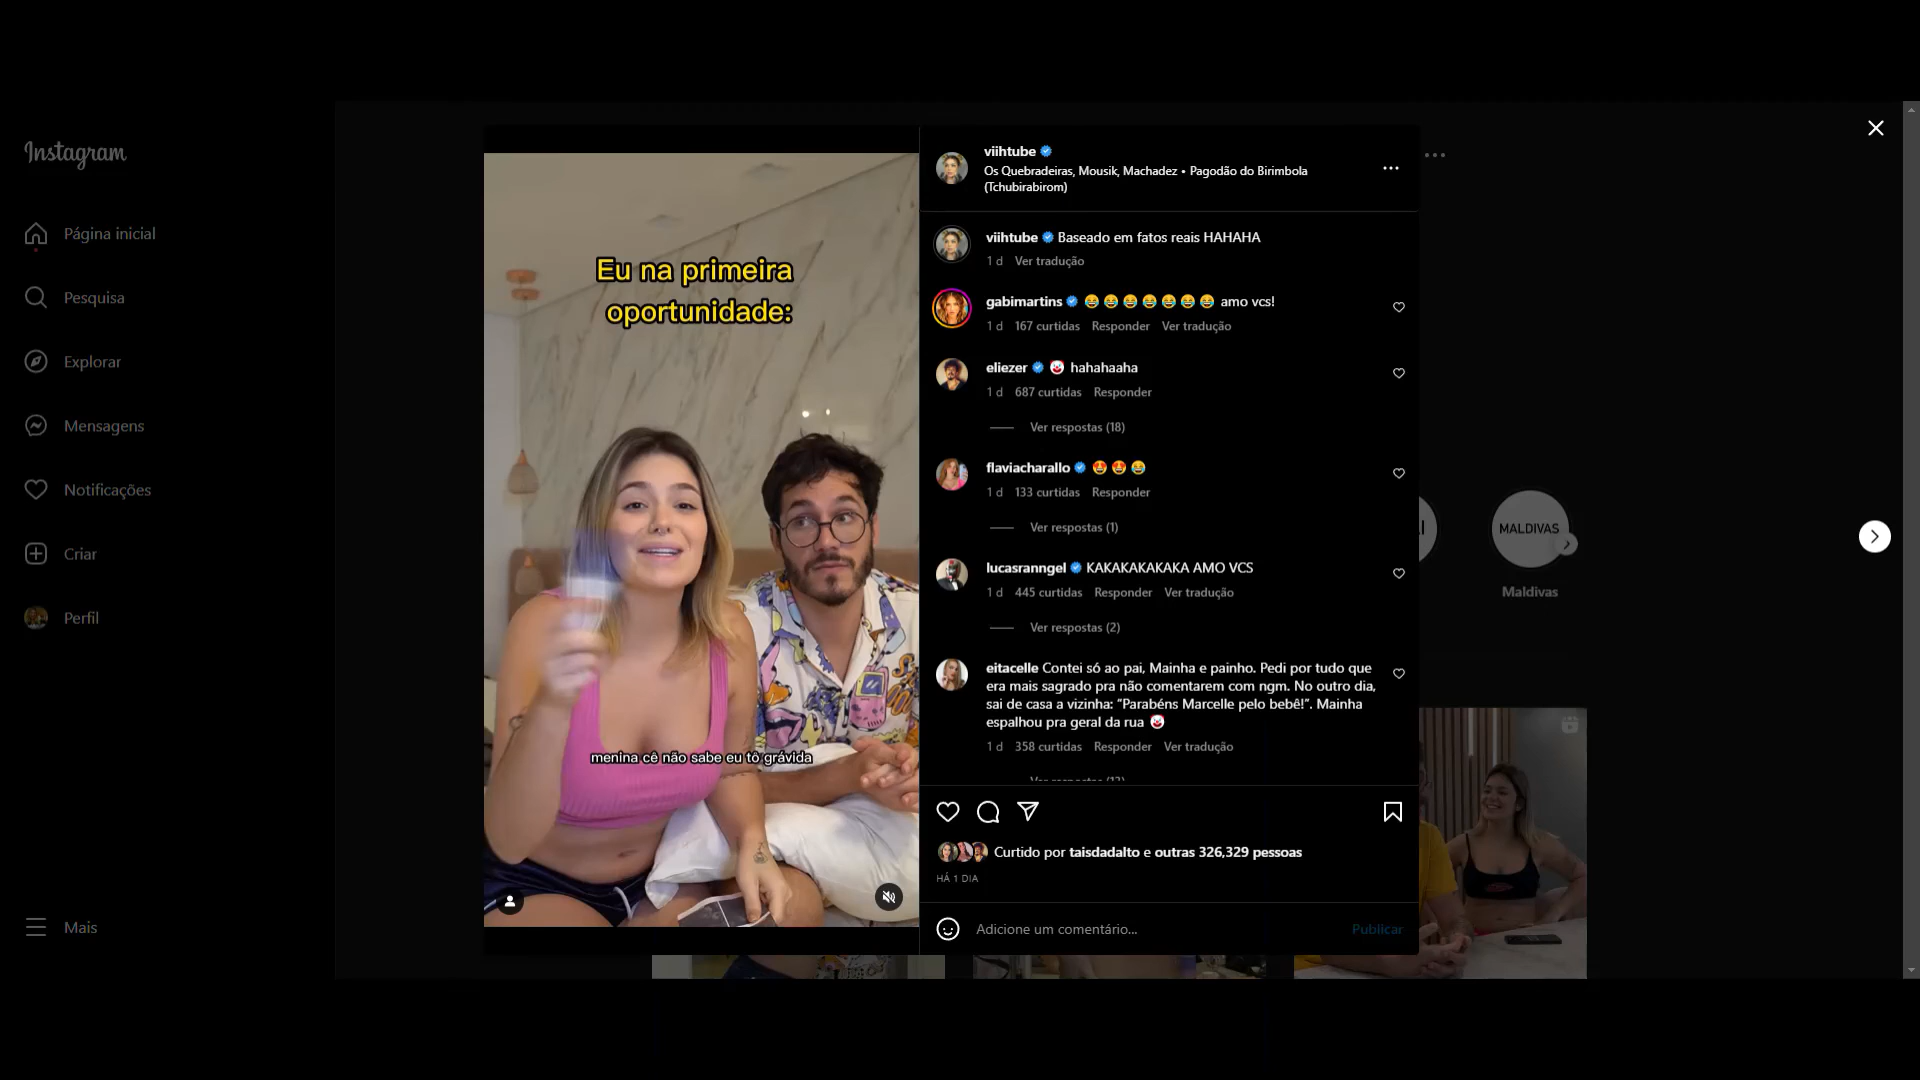 Instagram
Página inicial
Pesquisa
Explorar
Mensagens
Notificações
Criar
Perfil
Mais
Eu na primeira
oportunidade:
menina cê não sabe eu tô grávida
viihtube
Os Quebradeiras, Mousik, Machadez • Pagodão do Birimbola
(Tchubirabirom)
viihtube Baseado em fatos reais HAHAHA
1 d Ver tradução
gabimartins 😂😂😂😂😂😂😂 amo vcs!
1 d 167 curtidas Responder Ver tradução
eliezer 🤡 hahahaaha
1 d 687 curtidas Responder
Ver respostas (18)
flaviacharallo 😍😍😂
1 d 133 curtidas Responder
Ver respostas (1)
lucasranngel KAKAKAKAKAKA AMO VCS
1 d 445 curtidas Responder Ver tradução
Ver respostas (2)
eitacelle Contei só ao pai, Mainha e painho. Pedi por tudo que
era mais sagrado pra não comentarem com ngm. No outro dia,
sai de casa a vizinha: “Parabéns Marcelle pelo bebê!”. Mainha
espalhou pra geral da rua 🤡
1 d 358 curtidas Responder Ver tradução
Curtido por taisdadalto e outras 326,329 pessoas
HÁ 1 DIA
Adicione um comentário...
Publicar
MALDIVAS
Maldivas